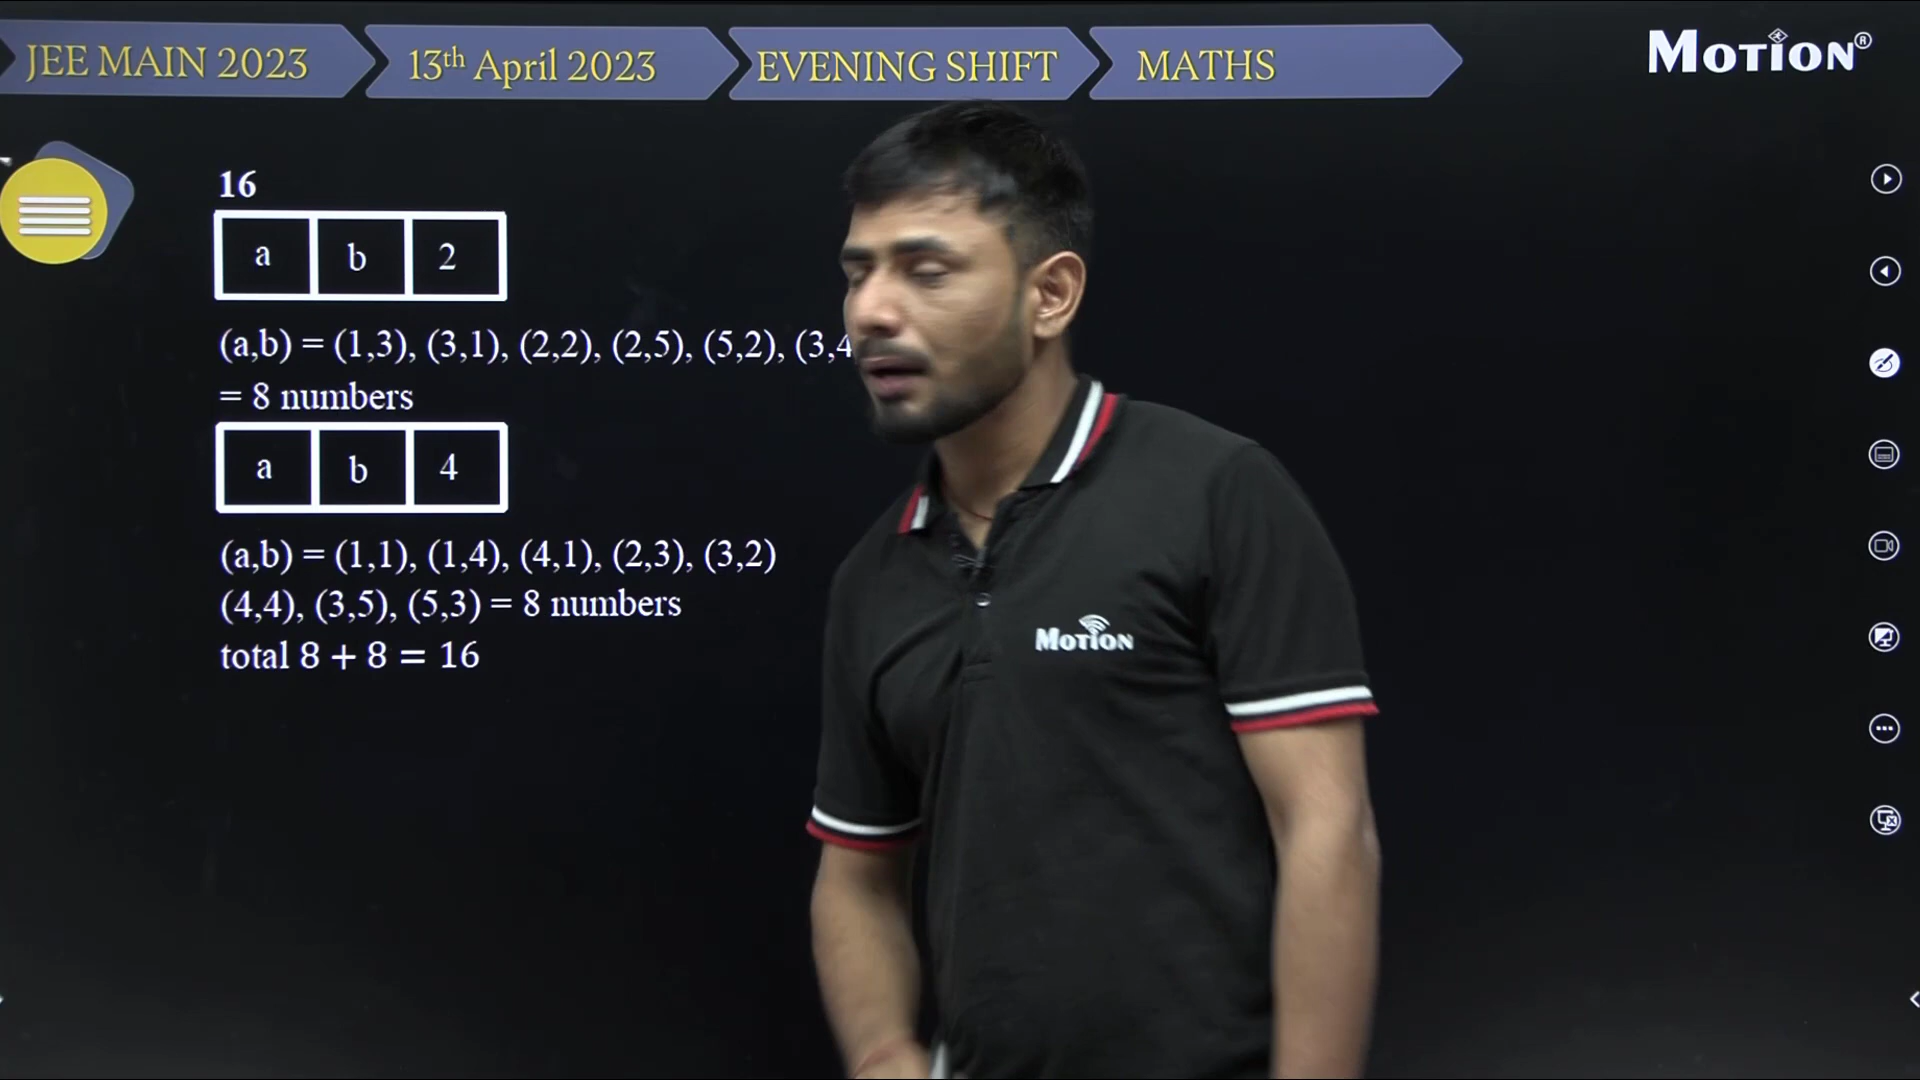 JEE MAIN 2023 13th April 2023 EVENING SHIFT MATHS
MOTION®
16
a b 2
(a,b) = (1,3), (3,1), (2,2), (2,5), (5,2), (3,4
= 8 numbers
a b 4
(a,b) = (1,1), (1,4), (4,1), (2,3), (3,2)
(4,4), (3,5), (5,3) = 8 numbers
total 8 + 8 = 16
MOTION